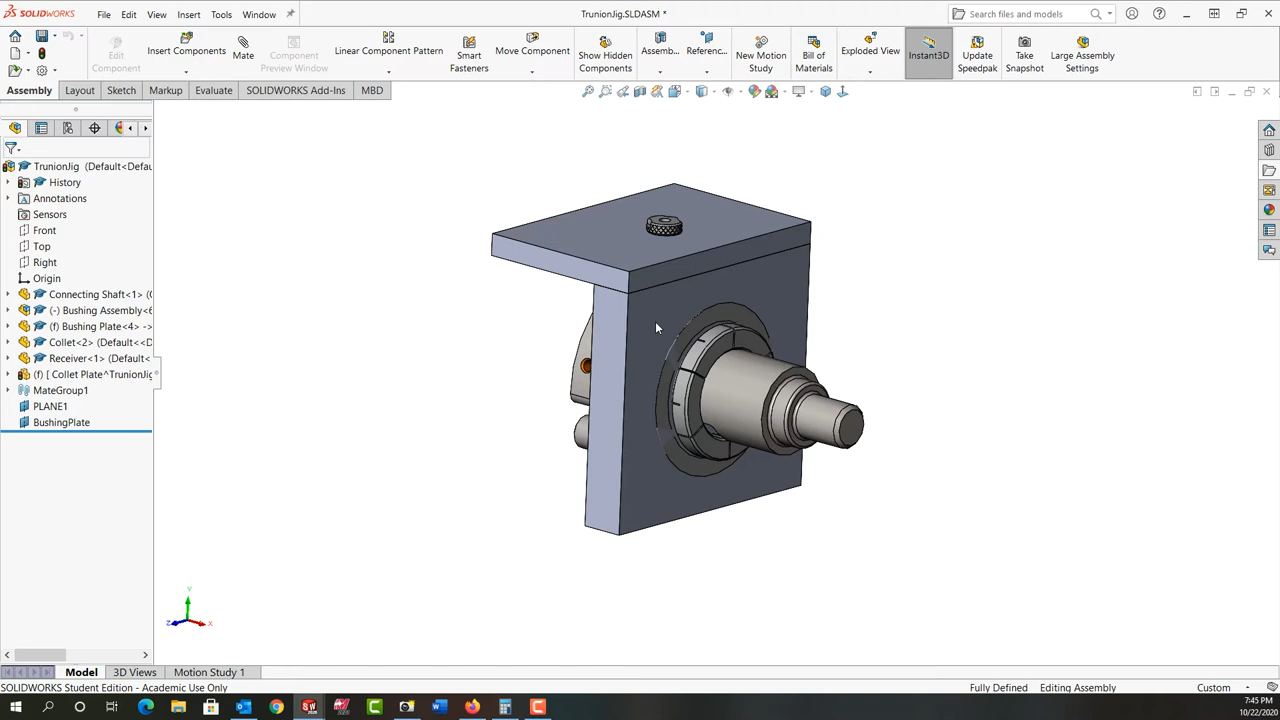 SOLIDWORKS File Edit View Insert Tools Window TrunionJig.SLDASM * Search files and models
Edit Component
Insert Components
Mate
Component Preview Window
Linear Component Pattern
Smart Fasteners
Move Component
Show Hidden Components
Assemb...
Referenc...
New Motion Study
Bill of Materials
Exploded View
Instant3D
Update Speedpak
Take Snapshot
Large Assembly Settings
Assembly Layout Sketch Markup Evaluate SOLIDWORKS Add-Ins MBD
TrunionJig (Default<Defau
History
Annotations
Sensors
Front
Top
Right
Origin
Connecting Shaft<1> (
(-) Bushing Assembly<6
(f) Bushing Plate<4> ->
Collet<2> (Default<<D
Receiver<1> (Default<
(f) [ Collet Plate^TrunionJig
MateGroup1
PLANE1
BushingPlate
Y
Z X
Model 3D Views Motion Study 1
SOLIDWORKS Student Edition - Academic Use Only Fully Defined Editing Assembly Custom
7:45 PM
10/22/2020